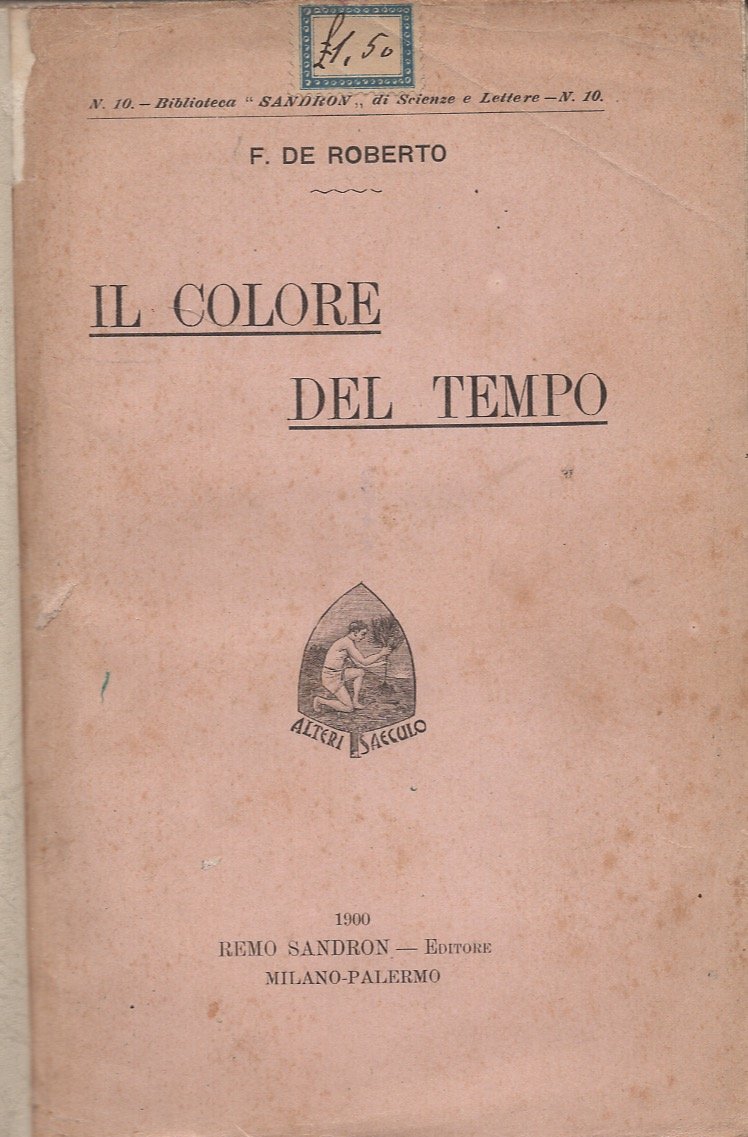 £1,50
N. 10. — Biblioteca “ SANDRON „ di Scienze e Lettere — N. 10.
F. DE ROBERTO
IL COLORE
DEL TEMPO
ALTERI SAECULO
1900
REMO SANDRON — EDITORE
MILANO-PALERMO